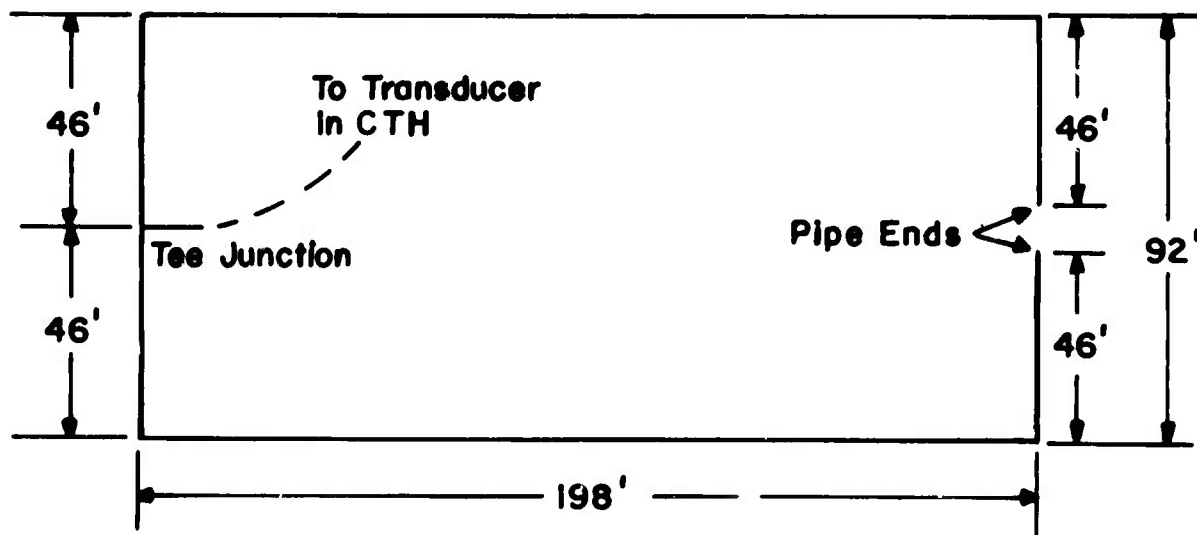 46'
To Transducer
in CTH
46'
Pipe Ends
92'
Tee Junction
46'
46'
198'